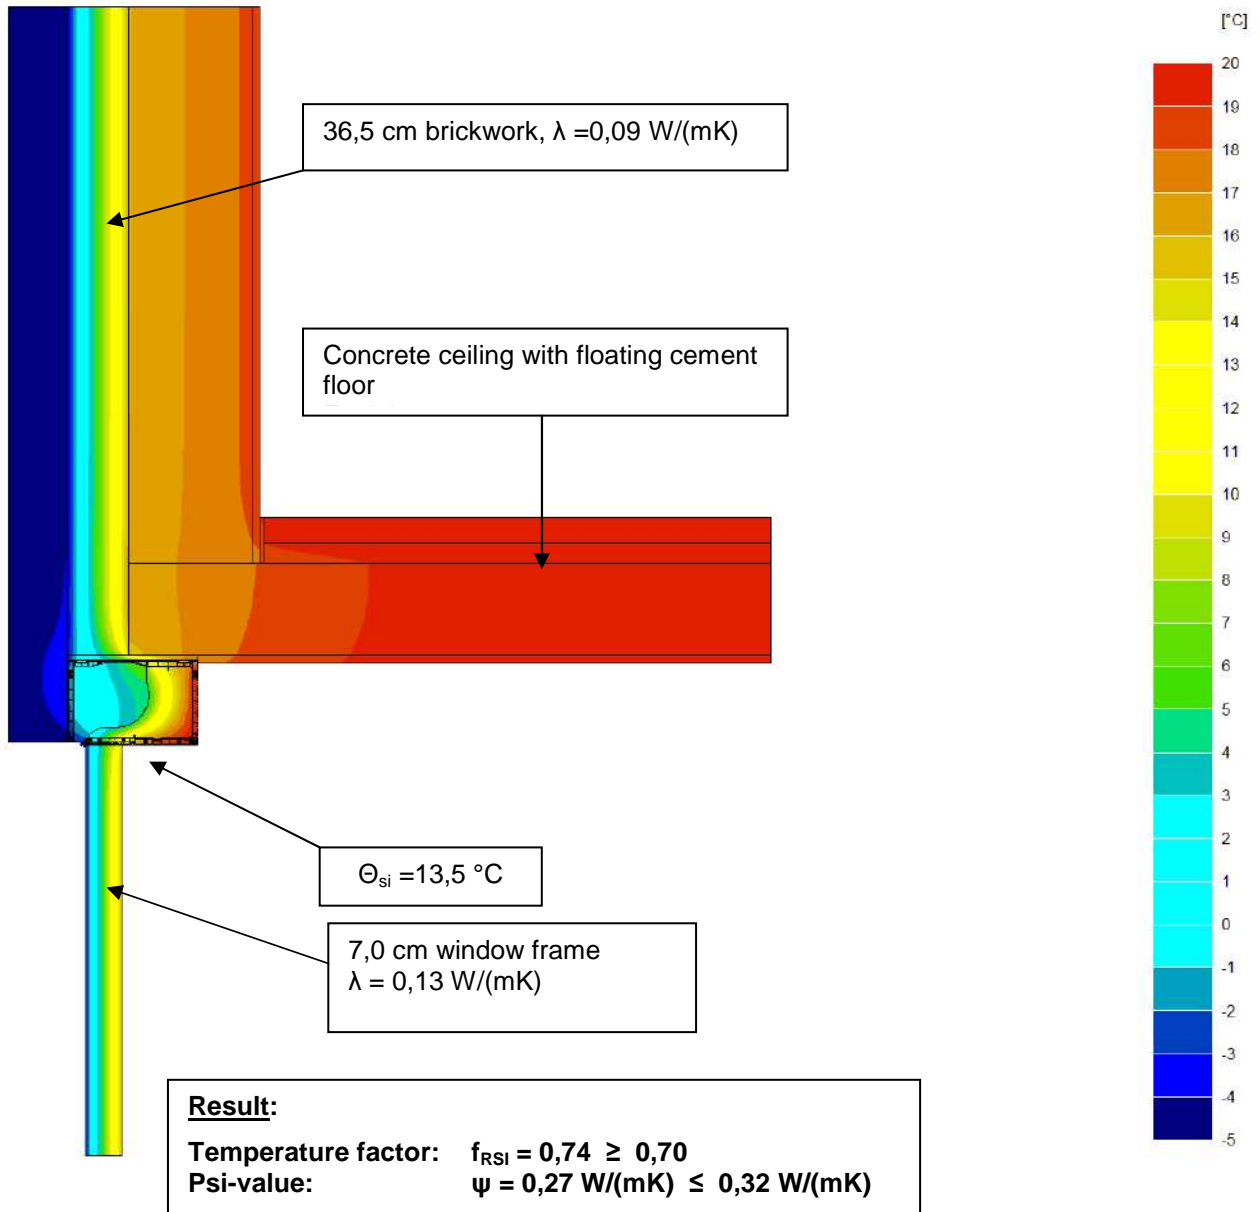 [°C]
36,5 cm brickwork, λ =0,09 W/(mK)
Concrete ceiling with floating cement
floor
Θsi =13,5 °C
7,0 cm window frame
λ = 0,13 W/(mK)
20
19
18
17
16
15
14
13
12
11
10
9
8
7
6
5
4
3
2
1
0
-1
-2
-3
-4
-5
Result:
Temperature factor: fRSI = 0,74 ≥ 0,70
Psi-value: ψ = 0,27 W/(mK) ≤ 0,32 W/(mK)